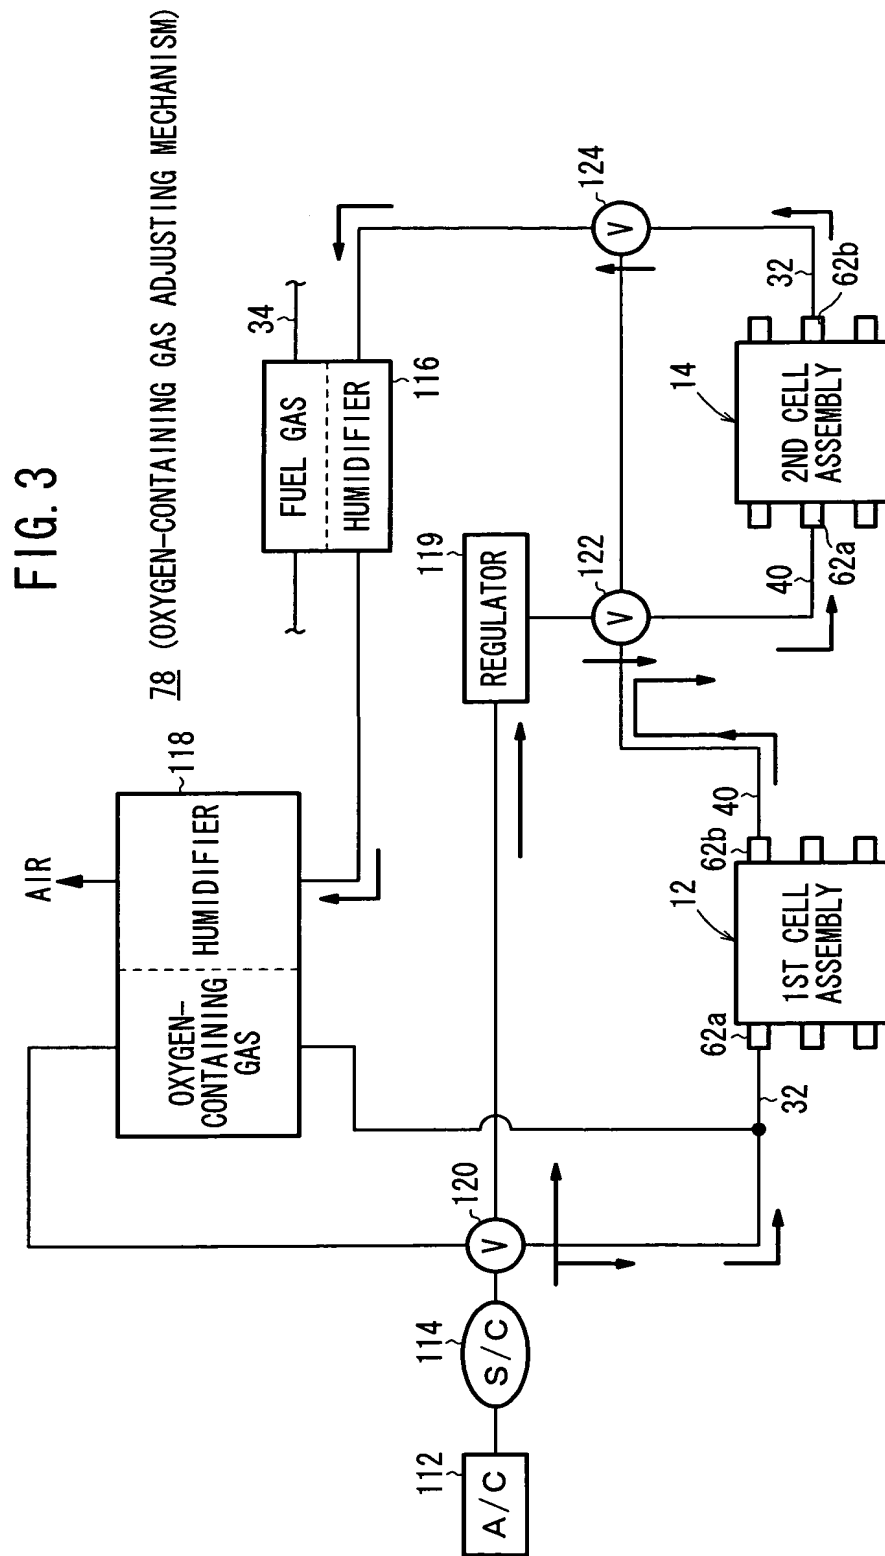 FIG. 3
78 (OXYGEN-CONTAINING GAS ADJUSTING MECHANISM)
AIR
118
OXYGEN-
CONTAINING
GAS
HUMIDIFIER
34
FUEL GAS
HUMIDIFIER
116
112
A/C
114
S/C
120
V
119
REGULATOR
122
V
124
V
32
62a
12
1ST CELL
ASSEMBLY
62b
40
40
62a
14
2ND CELL
ASSEMBLY
32
62b